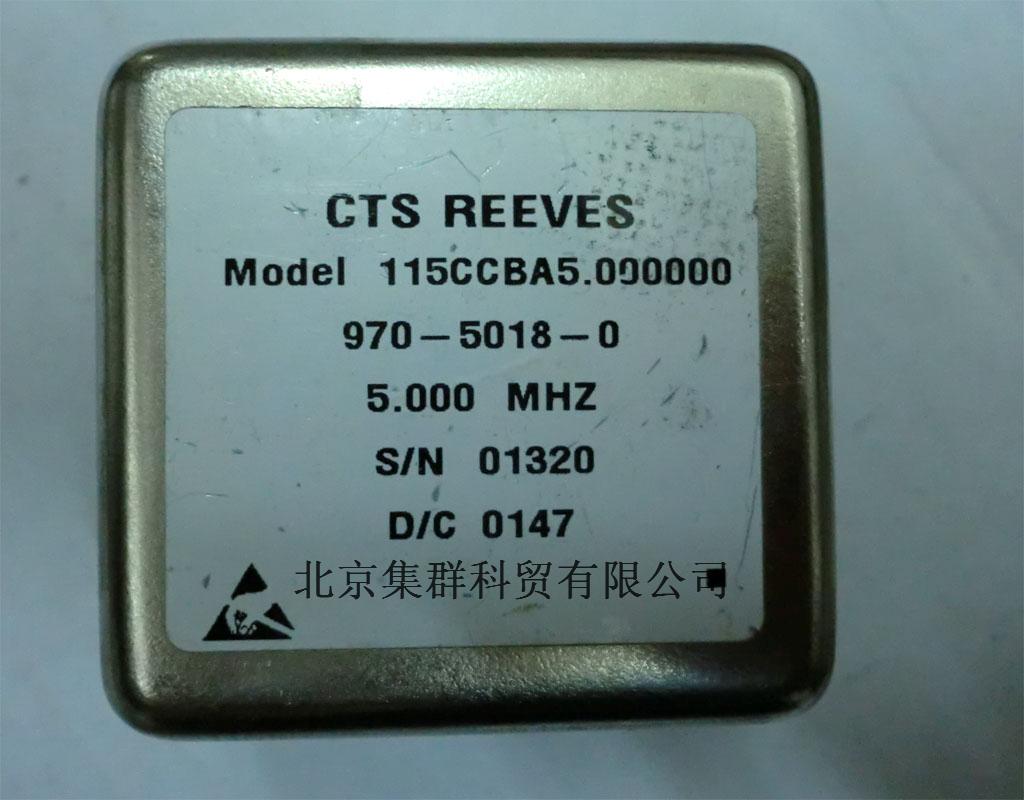 CTS REEVES
Model 115CCBA5.000000
970-5018-0
5.000 MHZ
S/N 01320
D/C 0147
北京集群科贸有限公司